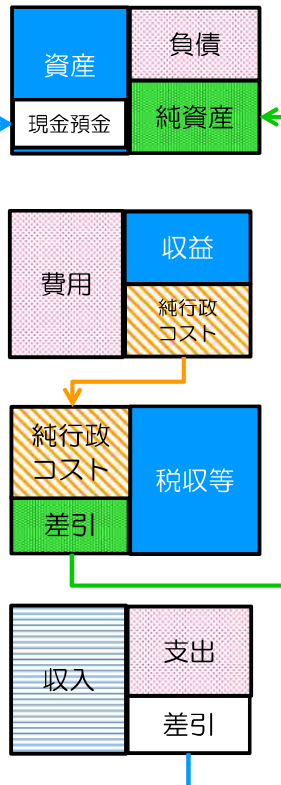 資産
負債
現金預金
純資産
費用
収益
純行政
コスト
純行政
コスト
税収等
差引
収入
支出
差引